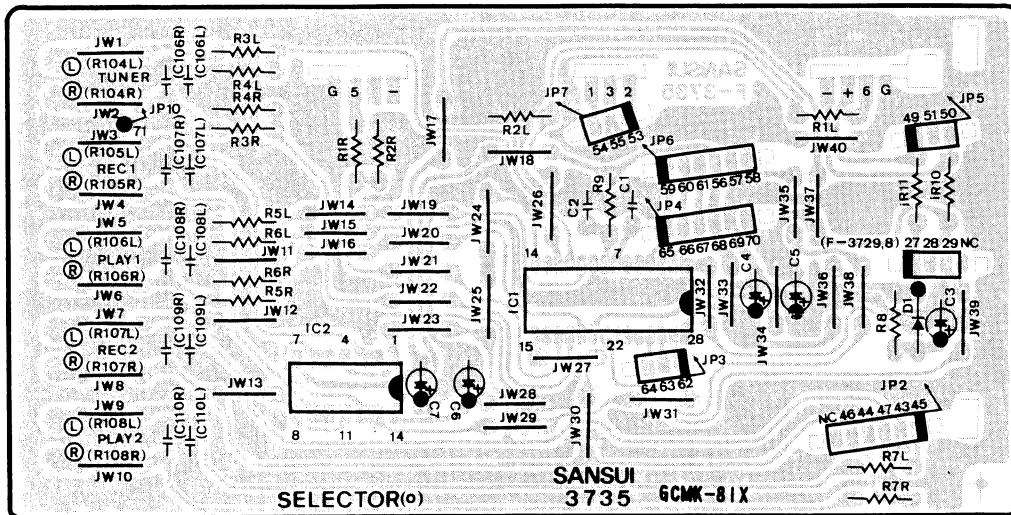 JW1
L (R104L)
TUNER
R (R104R)
JW2
JP10
71
JW3
L (R105L)
REC1
R (R105R)
JW4
JW5
L (R106L)
PLAY1
R (R106R)
JW6
JW7
L (R107L)
REC2
R (R107R)
JW8
JW9
L (R108L)
PLAY2
R (R108R)
JW10
(C106R)
(C106L)
(C107R)
(C107L)
(C108R)
(C108L)
(C109R)
(C109L)
(C110R)
(C110L)
R3L
R4L
R4R
R3R
R5L
R6L
JW11
R6R
R5R
JW12
JW13
G 5 -
R1R
R2R
JW17
JW14
JW15
JW16
JW19
JW20
JW21
JW22
JW23
IC2
7 4 1
8 11 14
C7
C6
JW24
JW25
R2L
JW18
JW26
JP7
1 3 2
54 55 53
JP6
59 60 61 56 57 58
R9
C1
C2
JP4
65 66 67 68 69 70
14 7
IC1
15 22 28
JW27
JW28
JW29
JW30
JP3
64 63 62
JW31
JW32
JW33
C4
JW34
C5
JW35
JW37
JW36
JW38
SANSUI
F-3735
- + 6 G
R1L
JW40
49 51 50
JP5
IR11
IR10
(F-3729,8) 27 28 29 NC
R8
D1
C3
JW39
JP2
NC 46 44 47 43 45
R7L
R7R
SELECTOR(O)
SANSUI
3735
GCMK-81X